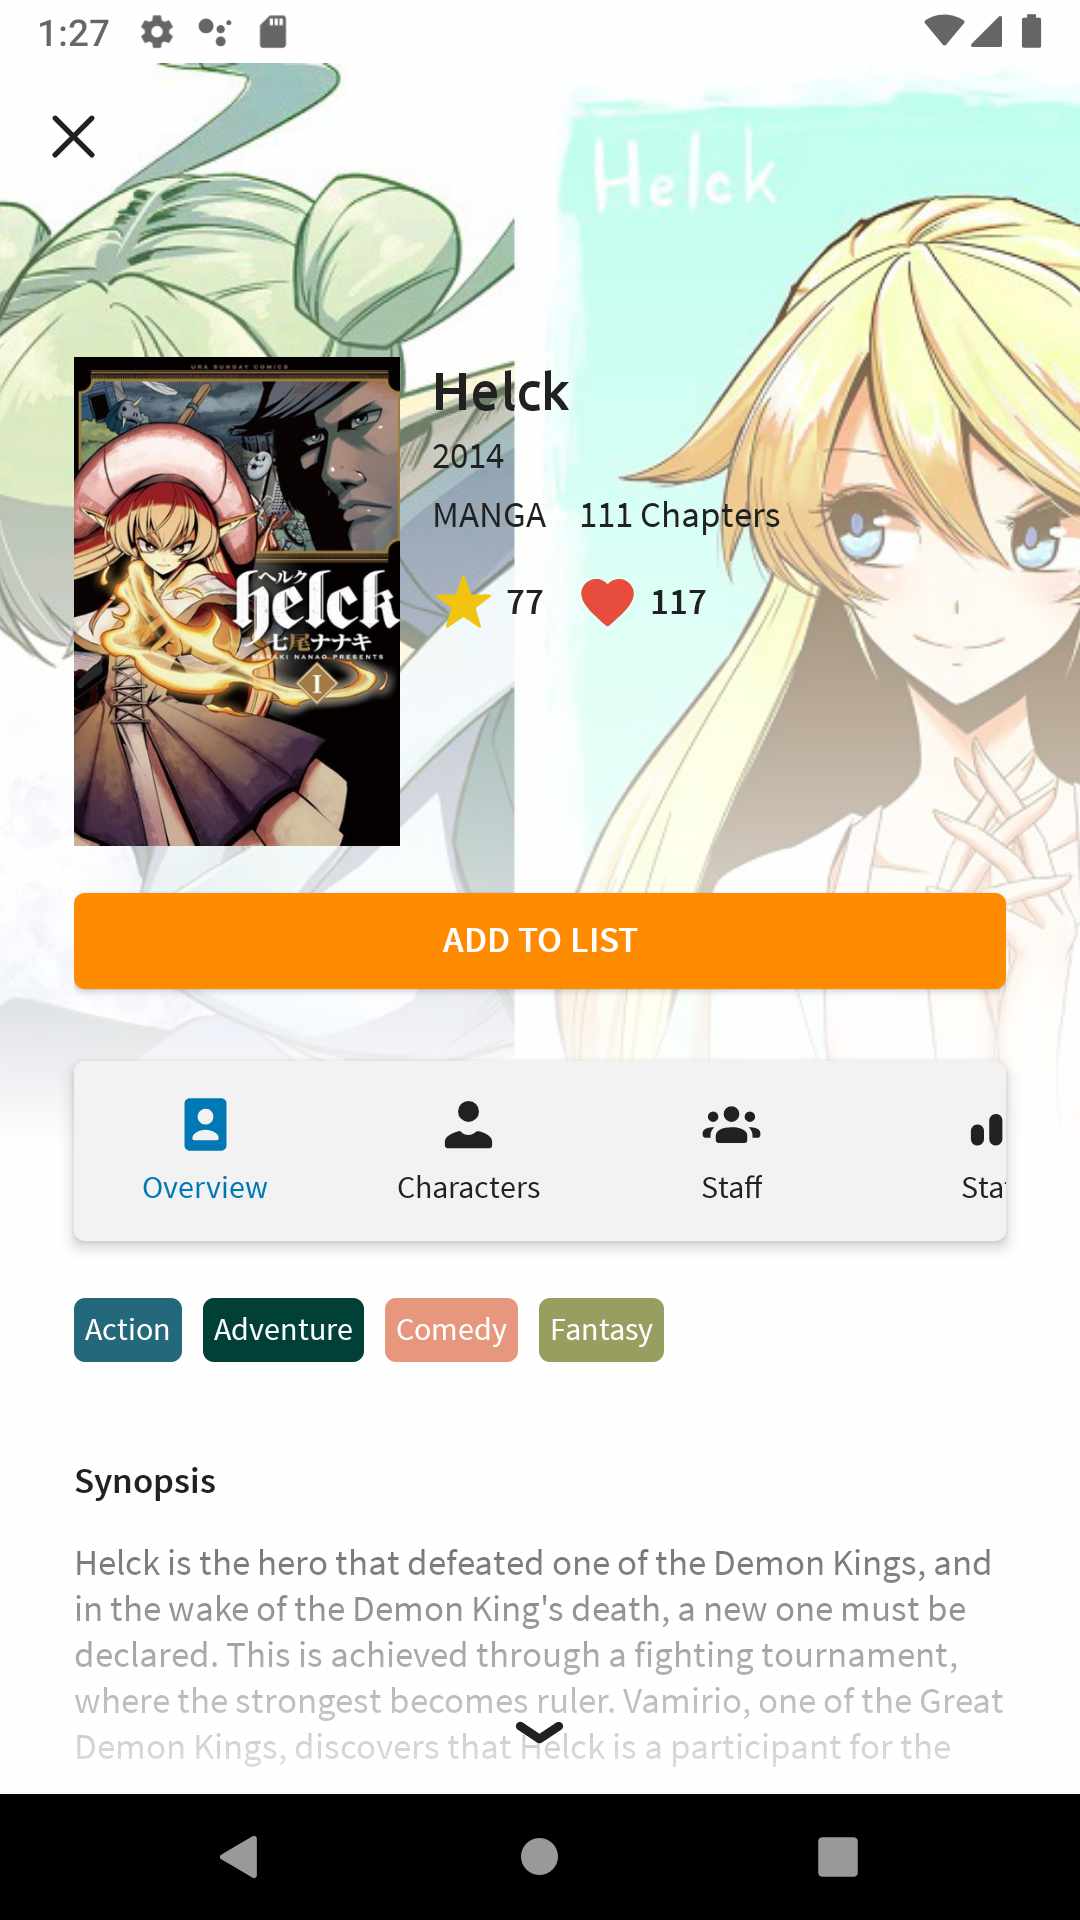 1:27
Helck
URA SUNDAY COMICS
ヘルク
helck
七尾ナナキ
NANAKI NANAO PRESENTS
I
Helck
2014
MANGA 111 Chapters
77 117
ADD TO LIST
Overview Characters Staff Stat
Action Adventure Comedy Fantasy
Synopsis
Helck is the hero that defeated one of the Demon Kings, and
in the wake of the Demon King's death, a new one must be
declared. This is achieved through a fighting tournament,
where the strongest becomes ruler. Vamirio, one of the Great
Demon Kings, discovers that Helck is a participant for the